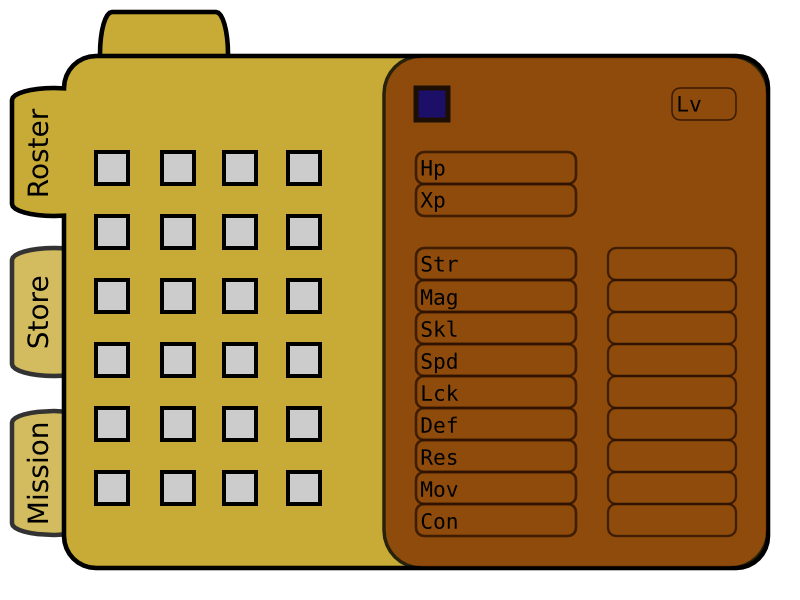 Roster
Store
Mission
Lv
Hp
Xp
Str
Mag
Skl
Spd
Lck
Def
Res
Mov
Con